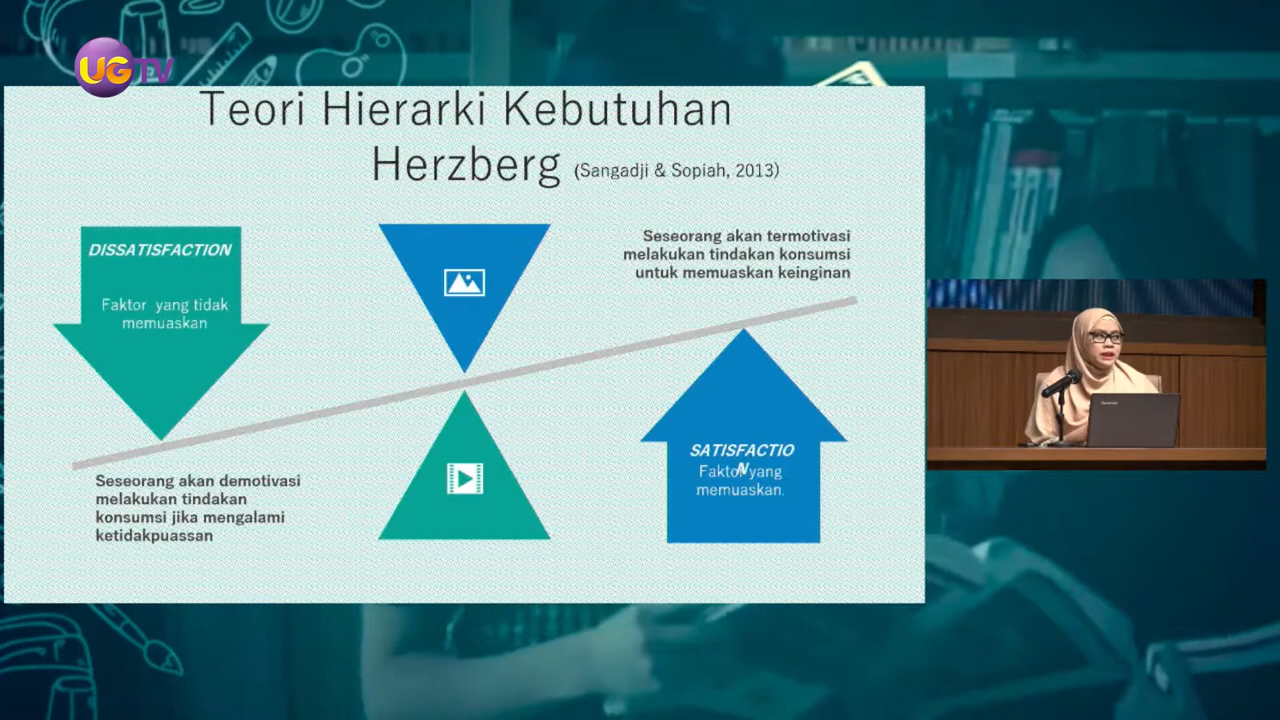 UGTV
Teori Hierarki Kebutuhan
Herzberg (Sangadji & Sopiah, 2013)
DISSATISFACTION
Faktor yang tidak
memuaskan
Seseorang akan termotivasi
melakukan tindakan konsumsi
untuk memuaskan keinginan
Seseorang akan demotivasi
melakukan tindakan
konsumsi jika mengalami
ketidakpuassan
SATISFACTIO
N
Faktor yang
memuaskan.